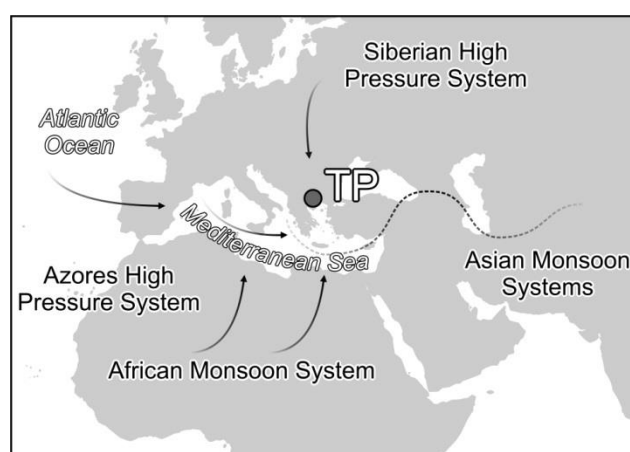 Siberian High
Pressure System
Atlantic
Ocean
TP
Mediterranean Sea
Azores High
Pressure System
Asian Monsoon
Systems
African Monsoon System